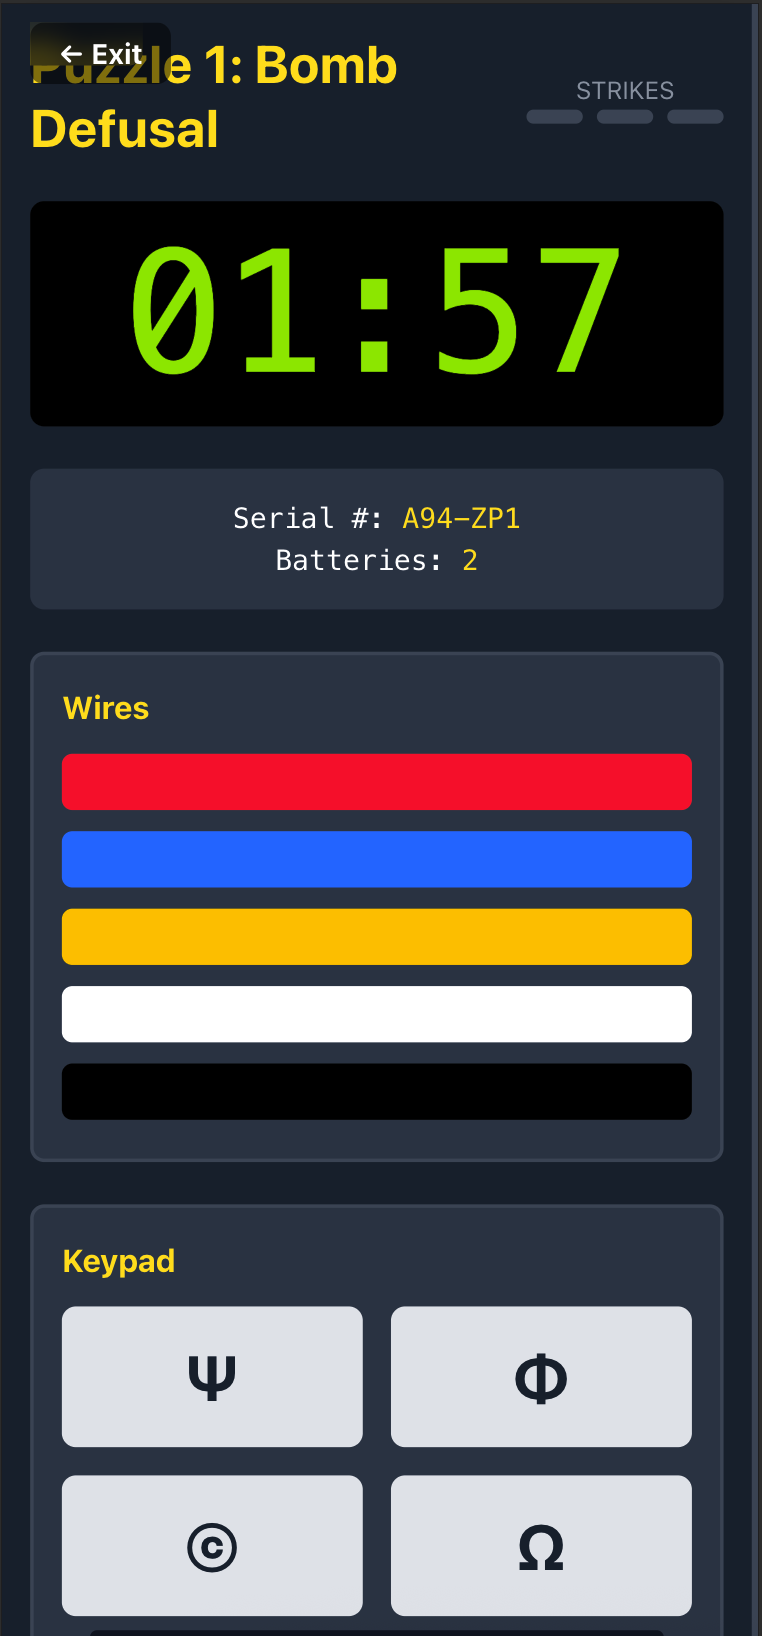 ← Exit
Puzzle 1: Bomb
Defusal
STRIKES
01:57
Serial #: A94-ZP1
Batteries: 2
Wires
Keypad
Ψ Φ
© Ω